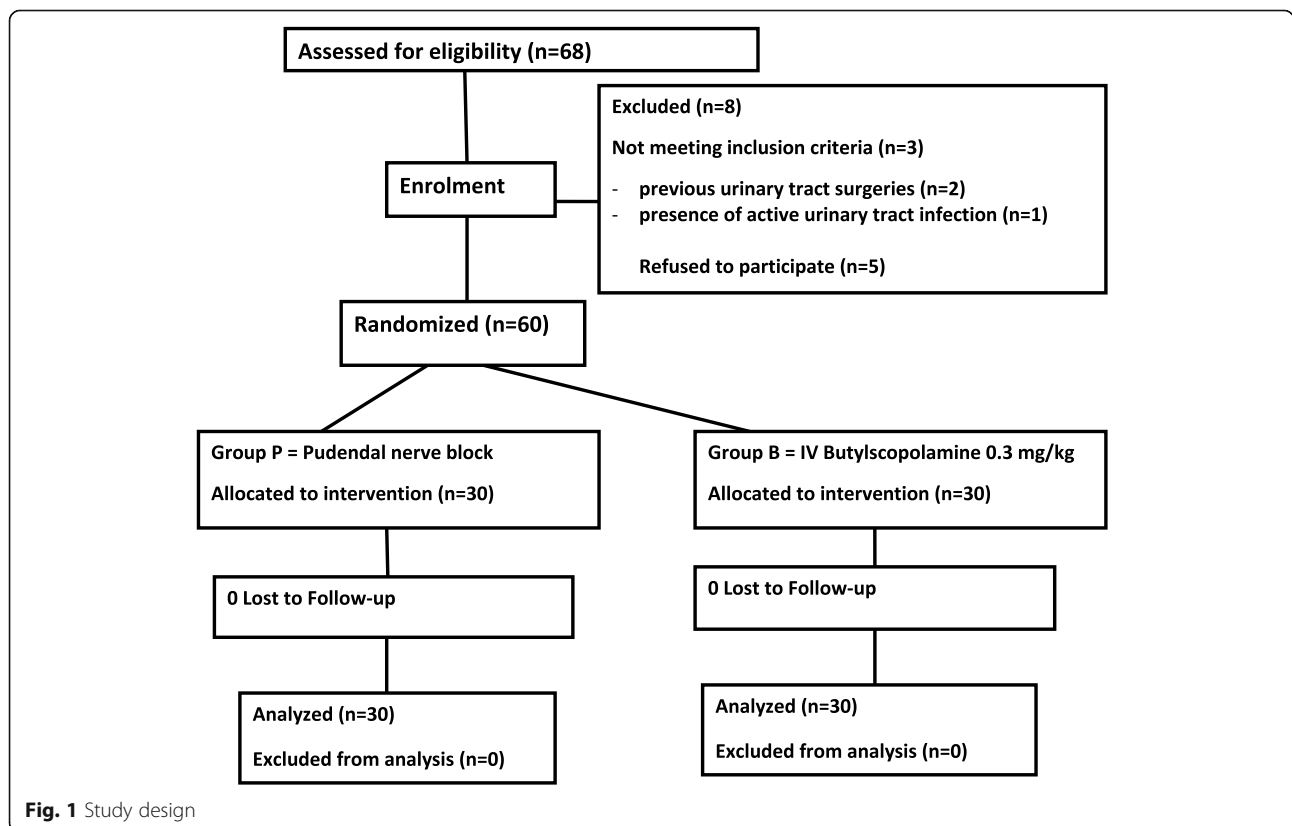 Assessed for eligibility (n=68)
Excluded (n=8)
Not meeting inclusion criteria (n=3)
- previous urinary tract surgeries (n=2)
- presence of active urinary tract infection (n=1)
Refused to participate (n=5)
Enrolment
Randomized (n=60)
Group P = Pudendal nerve block
Allocated to intervention (n=30)
Group B = IV Butylscopolamine 0.3 mg/kg
Allocated to intervention (n=30)
0 Lost to Follow-up
0 Lost to Follow-up
Analyzed (n=30)
Excluded from analysis (n=0)
Analyzed (n=30)
Excluded from analysis (n=0)
Fig. 1 Study design